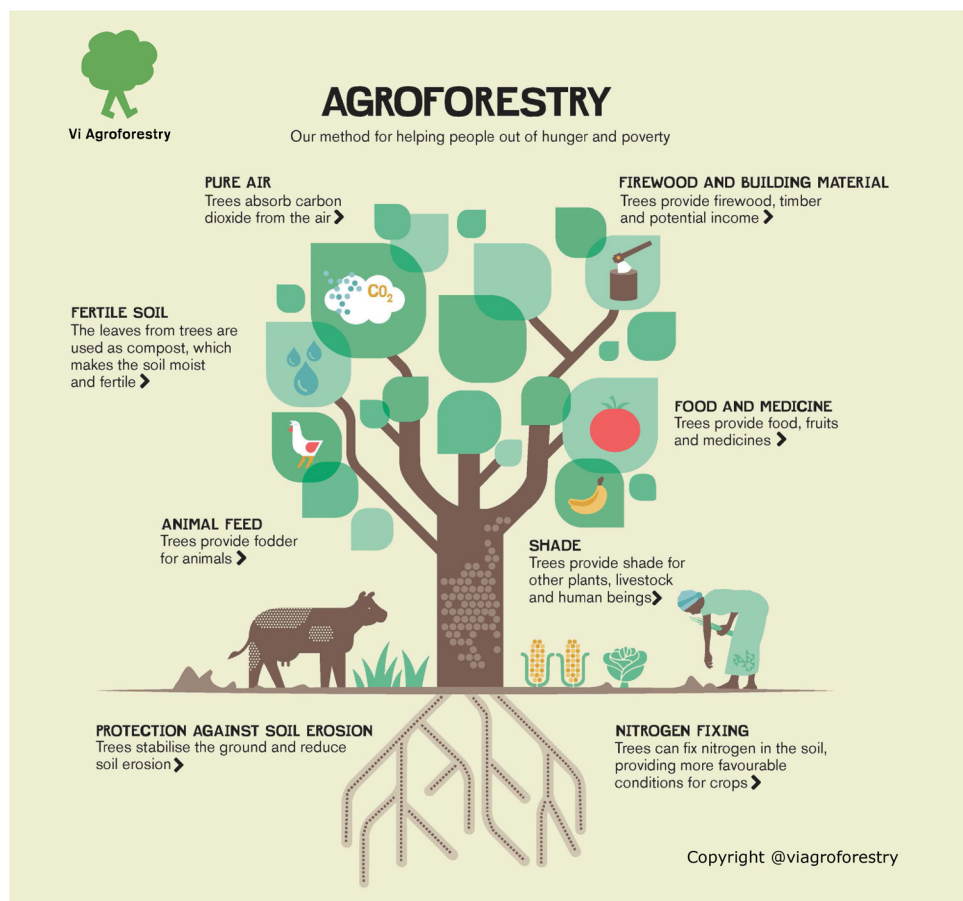 Vi Agroforestry
AGROFORESTRY
Our method for helping people out of hunger and poverty
PURE AIR
Trees absorb carbon
dioxide from the air
FIREWOOD AND BUILDING MATERIAL
Trees provide firewood, timber
and potential income
CO2
FERTILE SOIL
The leaves from trees are
used as compost, which
makes the soil moist
and fertile
FOOD AND MEDICINE
Trees provide food, fruits
and medicines
ANIMAL FEED
Trees provide fodder
for animals
SHADE
Trees provide shade for
other plants, livestock
and human beings
PROTECTION AGAINST SOIL EROSION
Trees stabilise the ground and reduce
soil erosion
NITROGEN FIXING
Trees can fix nitrogen in the soil,
providing more favourable
conditions for crops
Copyright @viagroforestry